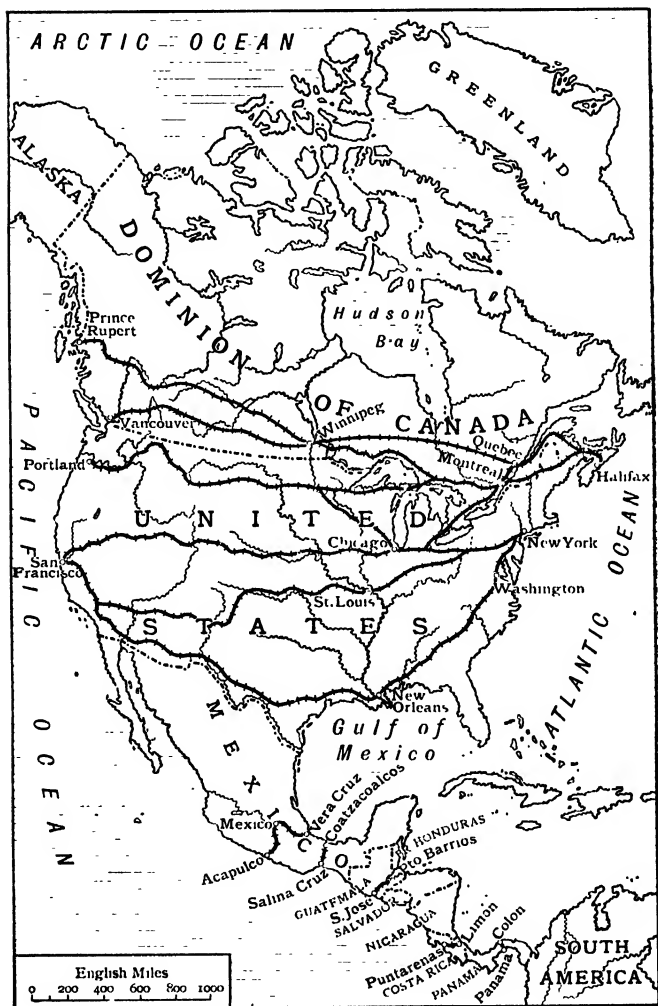 ARCTIC OCEAN
GREENLAND
ALASKA
DOMINION
OF
CANADA
Hudson
Bay
Prince
Rupert
Winnipeg
Vancouver
Quebec
Montreal
Halifax
Portland
PACIFIC
OCEAN
UNITED
STATES
Chicago
New York
San
Francisco
Washington
St. Louis
ATLANTIC OCEAN
New
Orleans
MEXICO
Gulf of
Mexico
Vera Cruz
Coatzacoalcos
Mexico
Acapulco
Salina Cruz
HONDURAS
Barrios
GUATEMALA
S. José
SALVADOR
NICARAGUA
Limon
Colon
Puntarenas
COSTA RICA
PANAMA
Panama
SOUTH
AMERICA
English Miles
0 200 400 600 800 1000